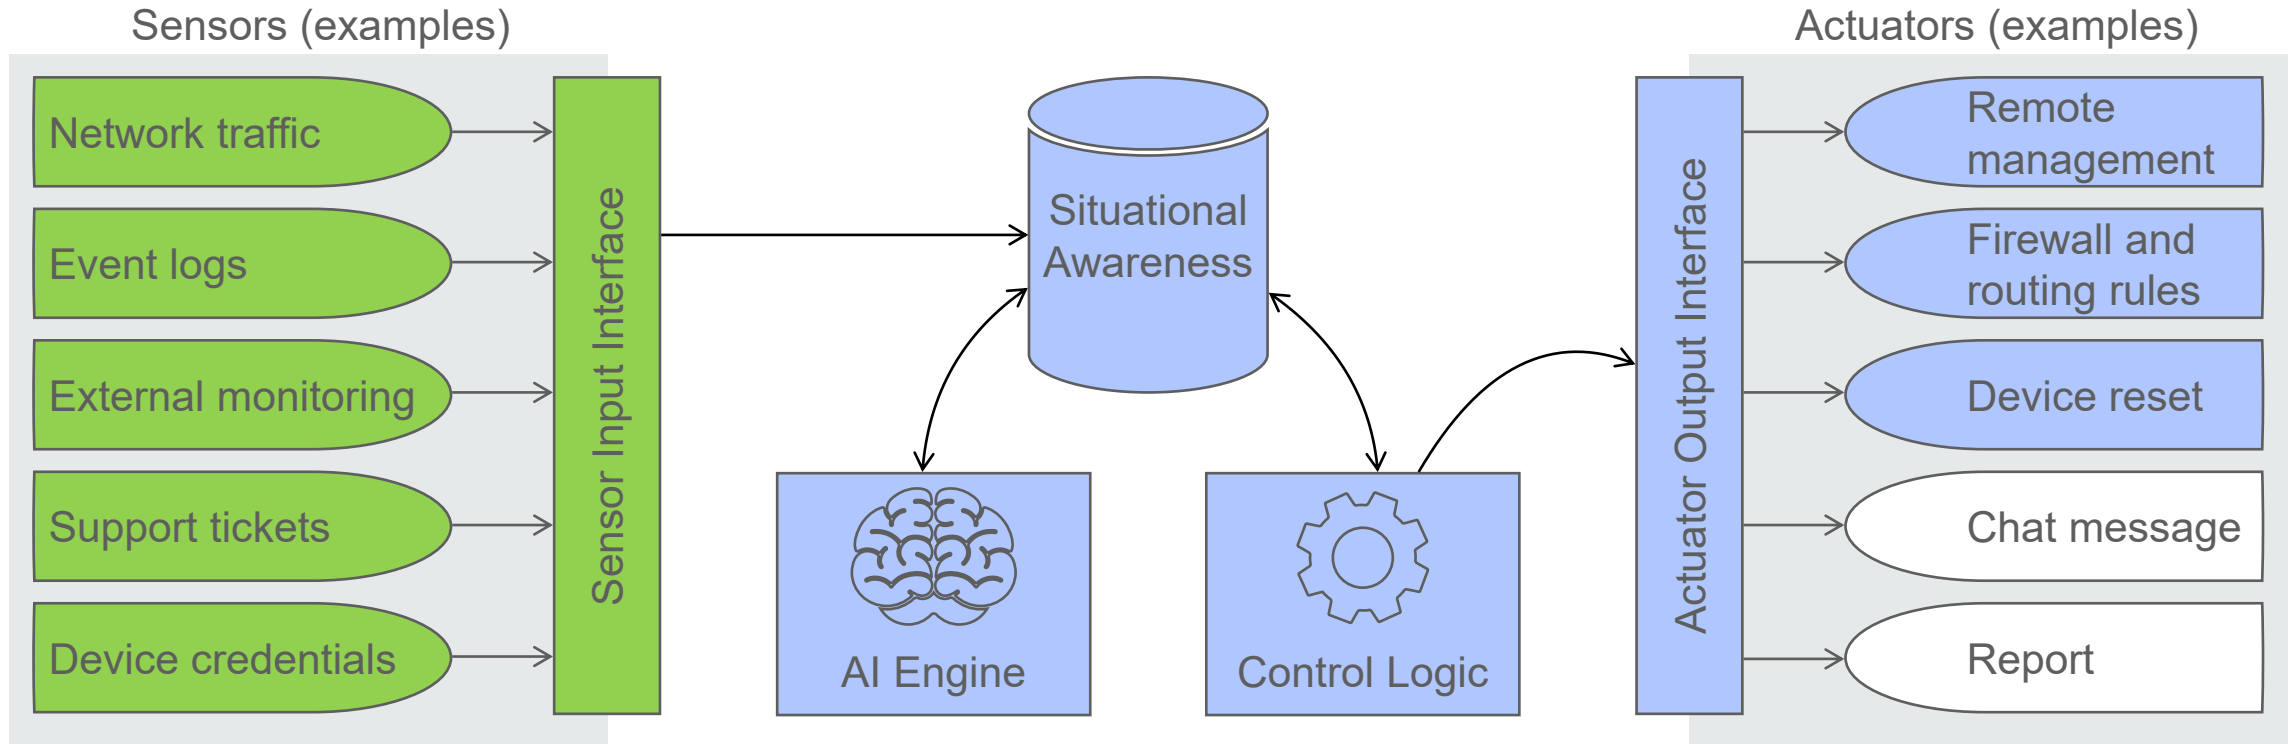 Sensors (examples)
Network traffic
Event logs
External monitoring
Support tickets
Device credentials
Sensor Input Interface
Situational
Awareness
AI Engine
Control Logic
Actuators (examples)
Actuator Output Interface
Remote
management
Firewall and
routing rules
Device reset
Chat message
Report